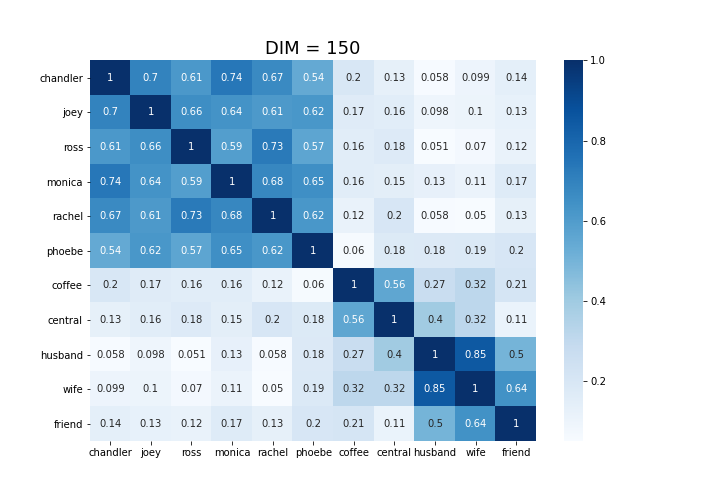 DIM = 150
chandler 1 0.7 0.61 0.74 0.67 0.54 0.2 0.13 0.058 0.099 0.14
joey 0.7 1 0.66 0.64 0.61 0.62 0.17 0.16 0.098 0.1 0.13
ross 0.61 0.66 1 0.59 0.73 0.57 0.16 0.18 0.051 0.07 0.12
monica 0.74 0.64 0.59 1 0.68 0.65 0.16 0.15 0.13 0.11 0.17
rachel 0.67 0.61 0.73 0.68 1 0.62 0.12 0.2 0.058 0.05 0.13
phoebe 0.54 0.62 0.57 0.65 0.62 1 0.06 0.18 0.18 0.19 0.2
coffee 0.2 0.17 0.16 0.16 0.12 0.06 1 0.56 0.27 0.32 0.21
central 0.13 0.16 0.18 0.15 0.2 0.18 0.56 1 0.4 0.32 0.11
husband 0.058 0.098 0.051 0.13 0.058 0.18 0.27 0.4 1 0.85 0.5
wife 0.099 0.1 0.07 0.11 0.05 0.19 0.32 0.32 0.85 1 0.64
friend 0.14 0.13 0.12 0.17 0.13 0.2 0.21 0.11 0.5 0.64 1
chandler joey ross monica rachel phoebe coffee central husband wife friend
1.0
0.8
0.6
0.4
0.2